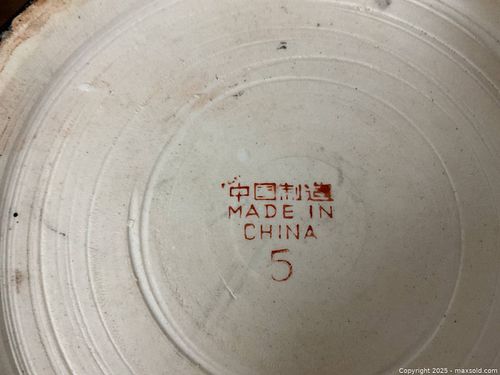 中国制造
MADE IN
CHINA
5
Copyright 2025 - maxsold.com